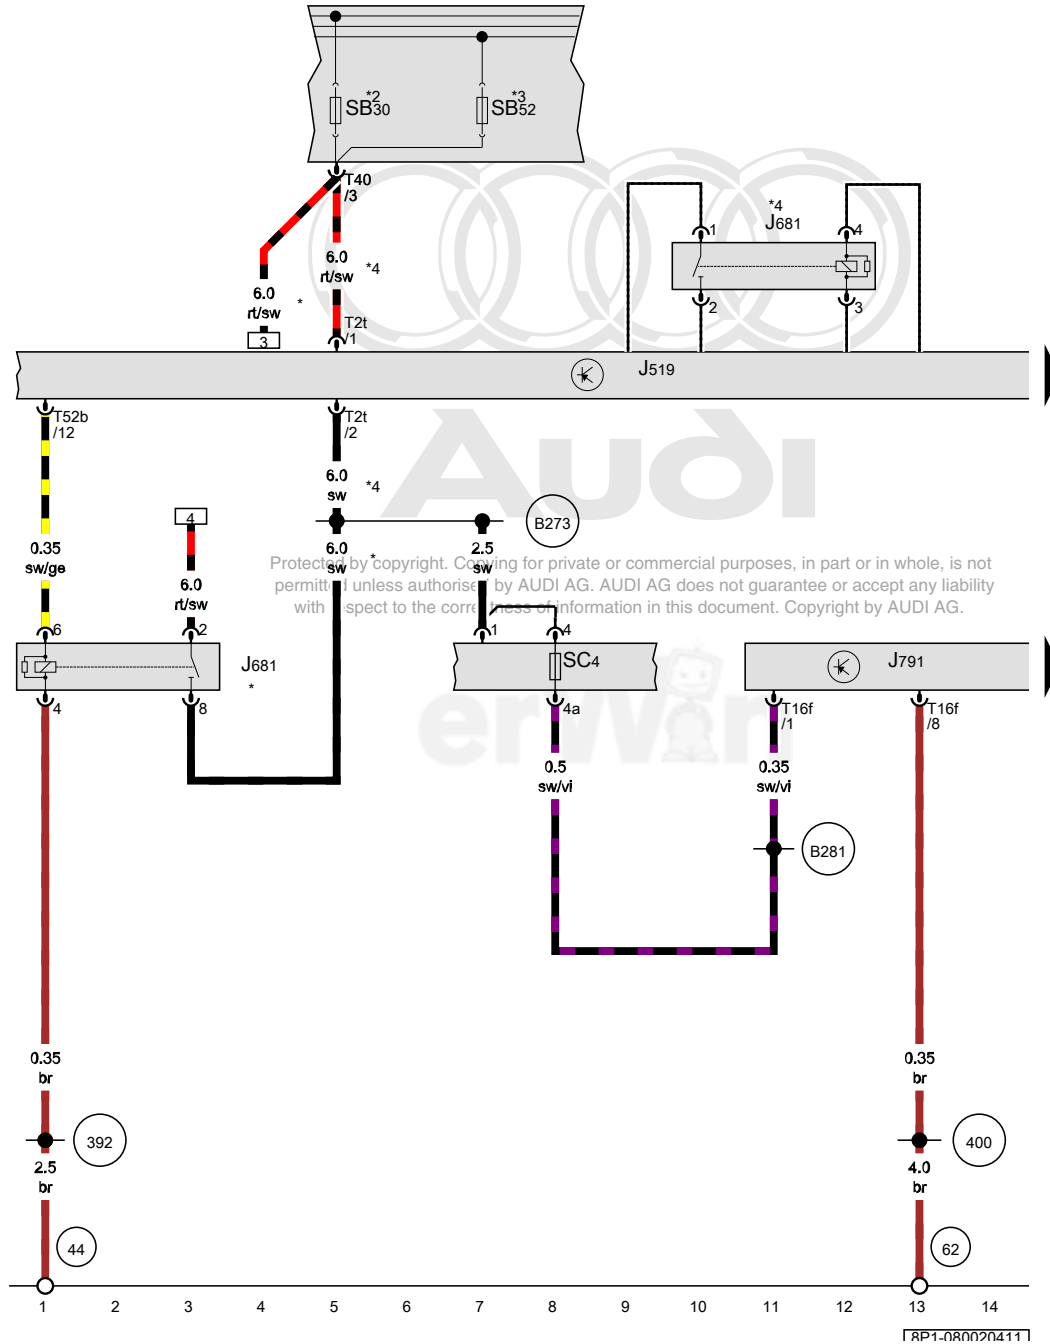 *2
SB30
*3
SB52
T40
/3
6.0
rt/sw
*4
6.0
rt/sw
*
3
T2t
/1
*4
J681
1
4
2
3
J519
T52b
/12
T2t
/2
Audi
6.0
sw
*4
B273
4
0.35
sw/ge
6.0
sw
*
2.5
sw
Protected by copyright. Copying for private or commercial purposes, in part or in whole, is not
permitted unless authorised by AUDI AG. AUDI AG does not guarantee or accept any liability
with respect to the correctness of information in this document. Copyright by AUDI AG.
6.0
rt/sw
6
2
1
4
J681
*
SC4
J791
4
8
4a
T16f
/1
T16f
/8
erWin
0.5
sw/vi
0.35
sw/vi
B281
0.35
br
0.35
br
392
400
2.5
br
4.0
br
44
62
1 2 3 4 5 6 7 8 9 10 11 12 13 14
8P1-080020411